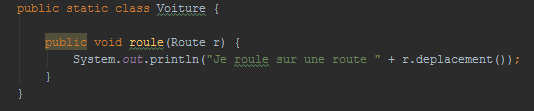 public static class Voiture {
public void roule(Route r) {
System.out.println("Je roule sur une route " + r.deplacement());
}
}